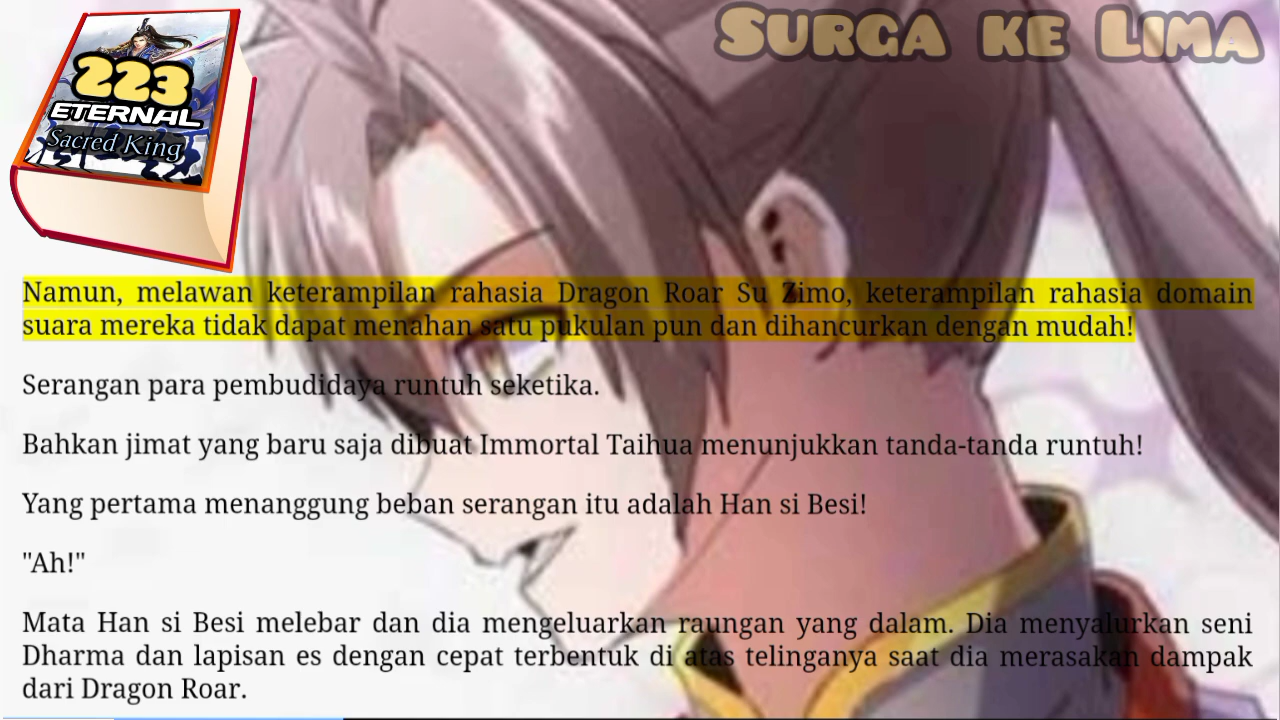 Surga ke Lima
223
ETERNAL
Sacred King
Namun, melawan keterampilan rahasia Dragon Roar Su Zimo, keterampilan rahasia domain
suara mereka tidak dapat menahan satu pukulan pun dan dihancurkan dengan mudah!
Serangan para pembudidaya runtuh seketika.
Bahkan jimat yang baru saja dibuat Immortal Taihua menunjukkan tanda-tanda runtuh!
Yang pertama menanggung beban serangan itu adalah Han si Besi!
"Ah!"
Mata Han si Besi melebar dan dia mengeluarkan raungan yang dalam. Dia menyalurkan seni
Dharma dan lapisan es dengan cepat terbentuk di atas telinganya saat dia merasakan dampak
dari Dragon Roar.